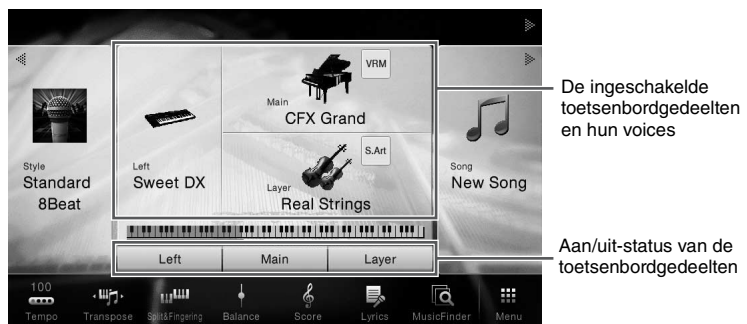 VRM
Main
CFX Grand
S.Art
Left
Sweet DX
Layer
Real Strings
Style
Standard
8Beat
Song
New Song
De ingeschakelde
toetsenbordgedeelten
en hun voices
Left
Main
Layer
Aan/uit-status van de
toetsenbordgedeelten
100
Tempo
Transpose
Split&Fingering
Balance
Score
Lyrics
MusicFinder
Menu